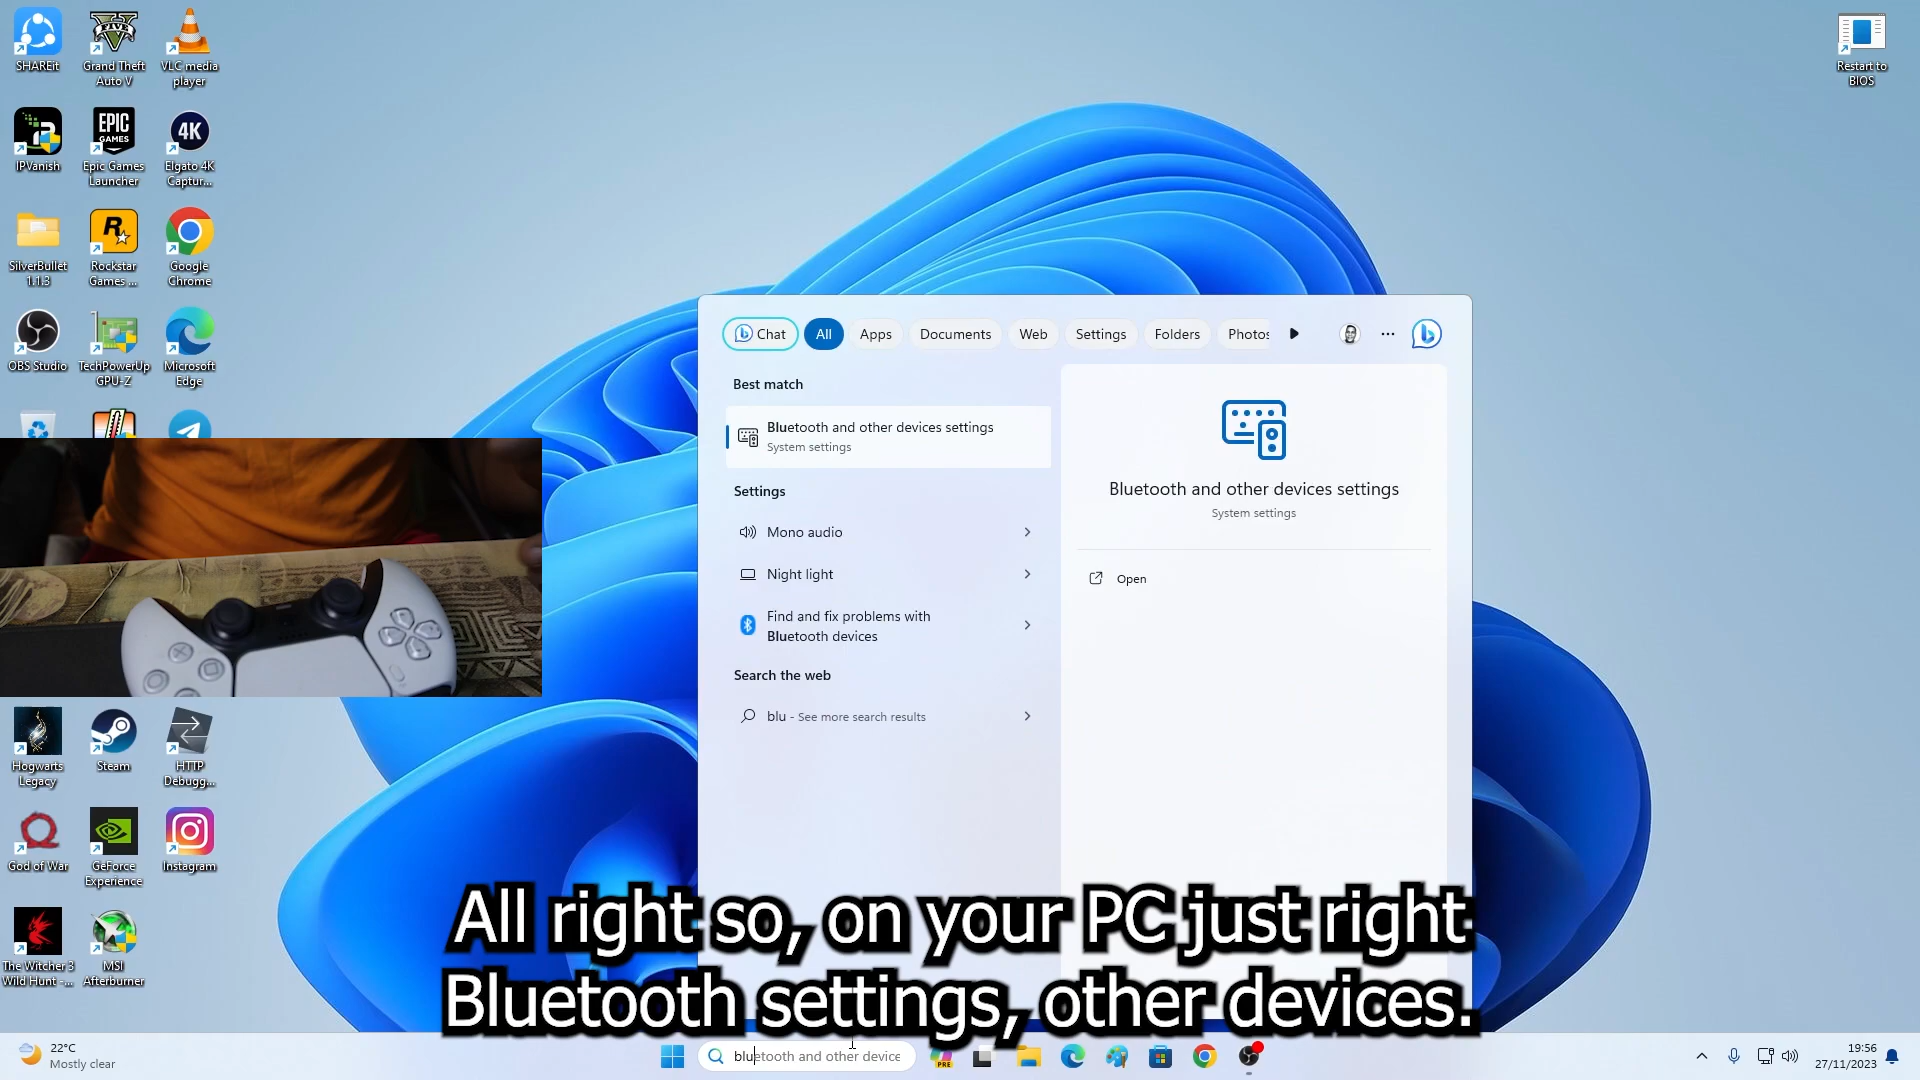 SHAREit
Grand Theft
Auto V
VLC media
player
Restart to
BIOS
EPIC
GAMES
4K
IPVanish
Epic Games
Launcher
Elgato 4K
Captur...
SilverBullet
1.1.3
Rockstar
Games ...
Google
Chrome
OBS Studio
TechPowerUp
GPU-Z
Microsoft
Edge
Chat
All
Apps
Documents
Web
Settings
Folders
Photos
Best match
Bluetooth and other devices settings
System settings
Settings
Mono audio
Night light
Find and fix problems with
Bluetooth devices
Search the web
blu - See more search results
Bluetooth and other devices settings
System settings
Open
Hogwarts
Legacy
Steam
HTTP
Debugg...
God of War
GeForce
Experience
Instagram
The Witcher 3
Wild Hunt -...
MSI
Afterburner
All right so, on your PC just right
Bluetooth settings, other devices.
22°C
Mostly clear
bluetooth and other device
PRE
19:56
27/11/2023